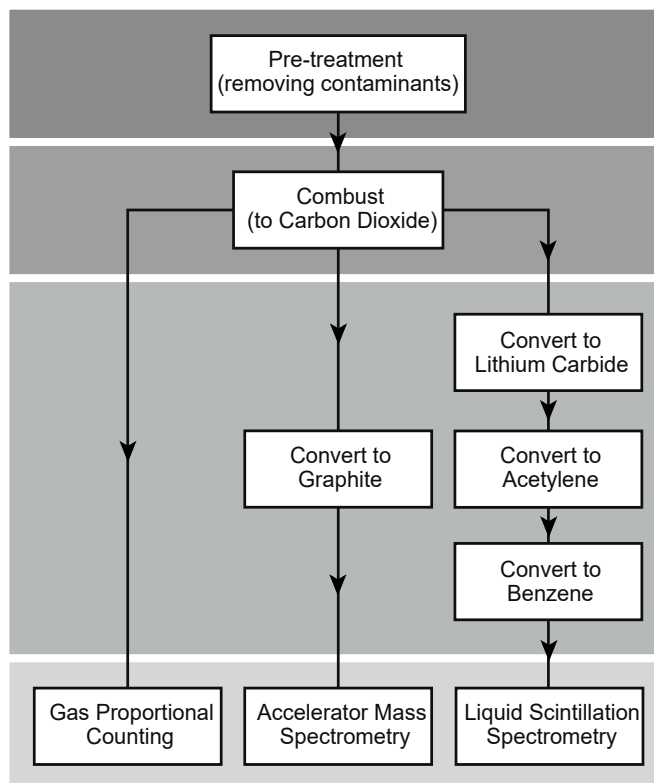 Pre-treatment
(removing contaminants)
Combust
(to Carbon Dioxide)
Convert to
Lithium Carbide
Convert to
Graphite
Convert to
Acetylene
Convert to
Benzene
Gas Proportional
Counting
Accelerator Mass
Spectrometry
Liquid Scintillation
Spectrometry